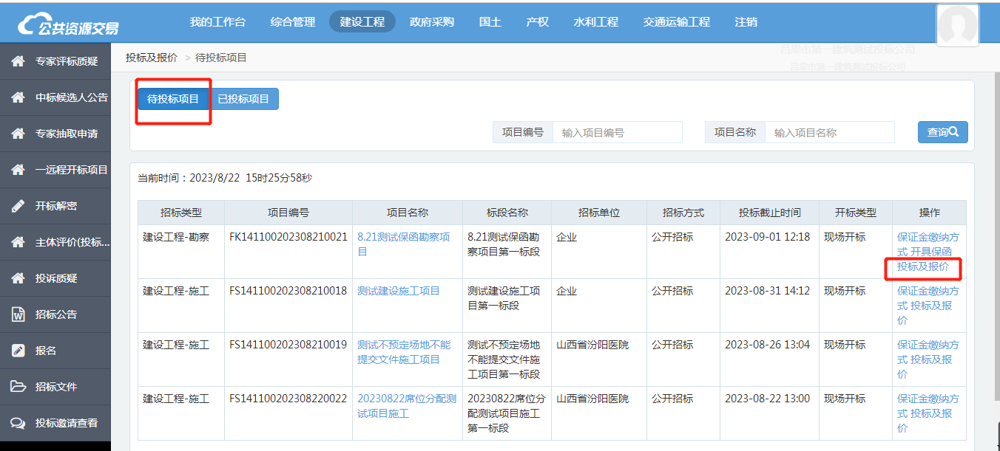 公共资源交易
我的工作台 综合管理 建设工程 政府采购 国土 产权 水利工程 交通运输工程 注销
吕梁市第一建筑测试投标公司
吕梁市第一建筑测试投标公司
专家评标质疑
中标候选人公告
专家抽取申请
一远程开标项目
开标解密
主体评价(投标...
投诉质疑
招标公告
报名
招标文件
投标邀请查看
投标及报价 > 待投标项目
待投标项目 已投标项目
项目编号 输入项目编号 项目名称 输入项目名称 查询
当前时间：2023/8/22 15时25分58秒
招标类型 项目编号 项目名称 标段名称 招标单位 招标方式 投标截止时间 开标类型 操作
建设工程-勘察 FK141100202308210021 8.21测试保函勘察项 8.21测试保函勘 企业 公开招标 2023-09-01 12:18 现场开标 保证金缴纳方
目 察项目第一标段 式 开具保函
投标及报价
建设工程-施工 FS141100202308210018 测试建设施工项目 测试建设施工项 企业 公开招标 2023-08-31 14:12 现场开标 保证金缴纳方
目第一标段 式 投标及报
价
建设工程-施工 FS141100202308210019 测试不预定场地不能 测试不预定场地 山西省汾阳医院 公开招标 2023-08-26 13:04 现场开标 保证金缴纳方
提交文件施工项目 不能提交文件施 式 投标及报
工项目第一标段 价
建设工程-施工 FS141100202308220022 20230822席位分配测 20230822席位分 山西省汾阳医院 公开招标 2023-08-22 13:00 现场开标 保证金缴纳方
试项目施工 配测试项目施工 式 投标及报
第一标段 价